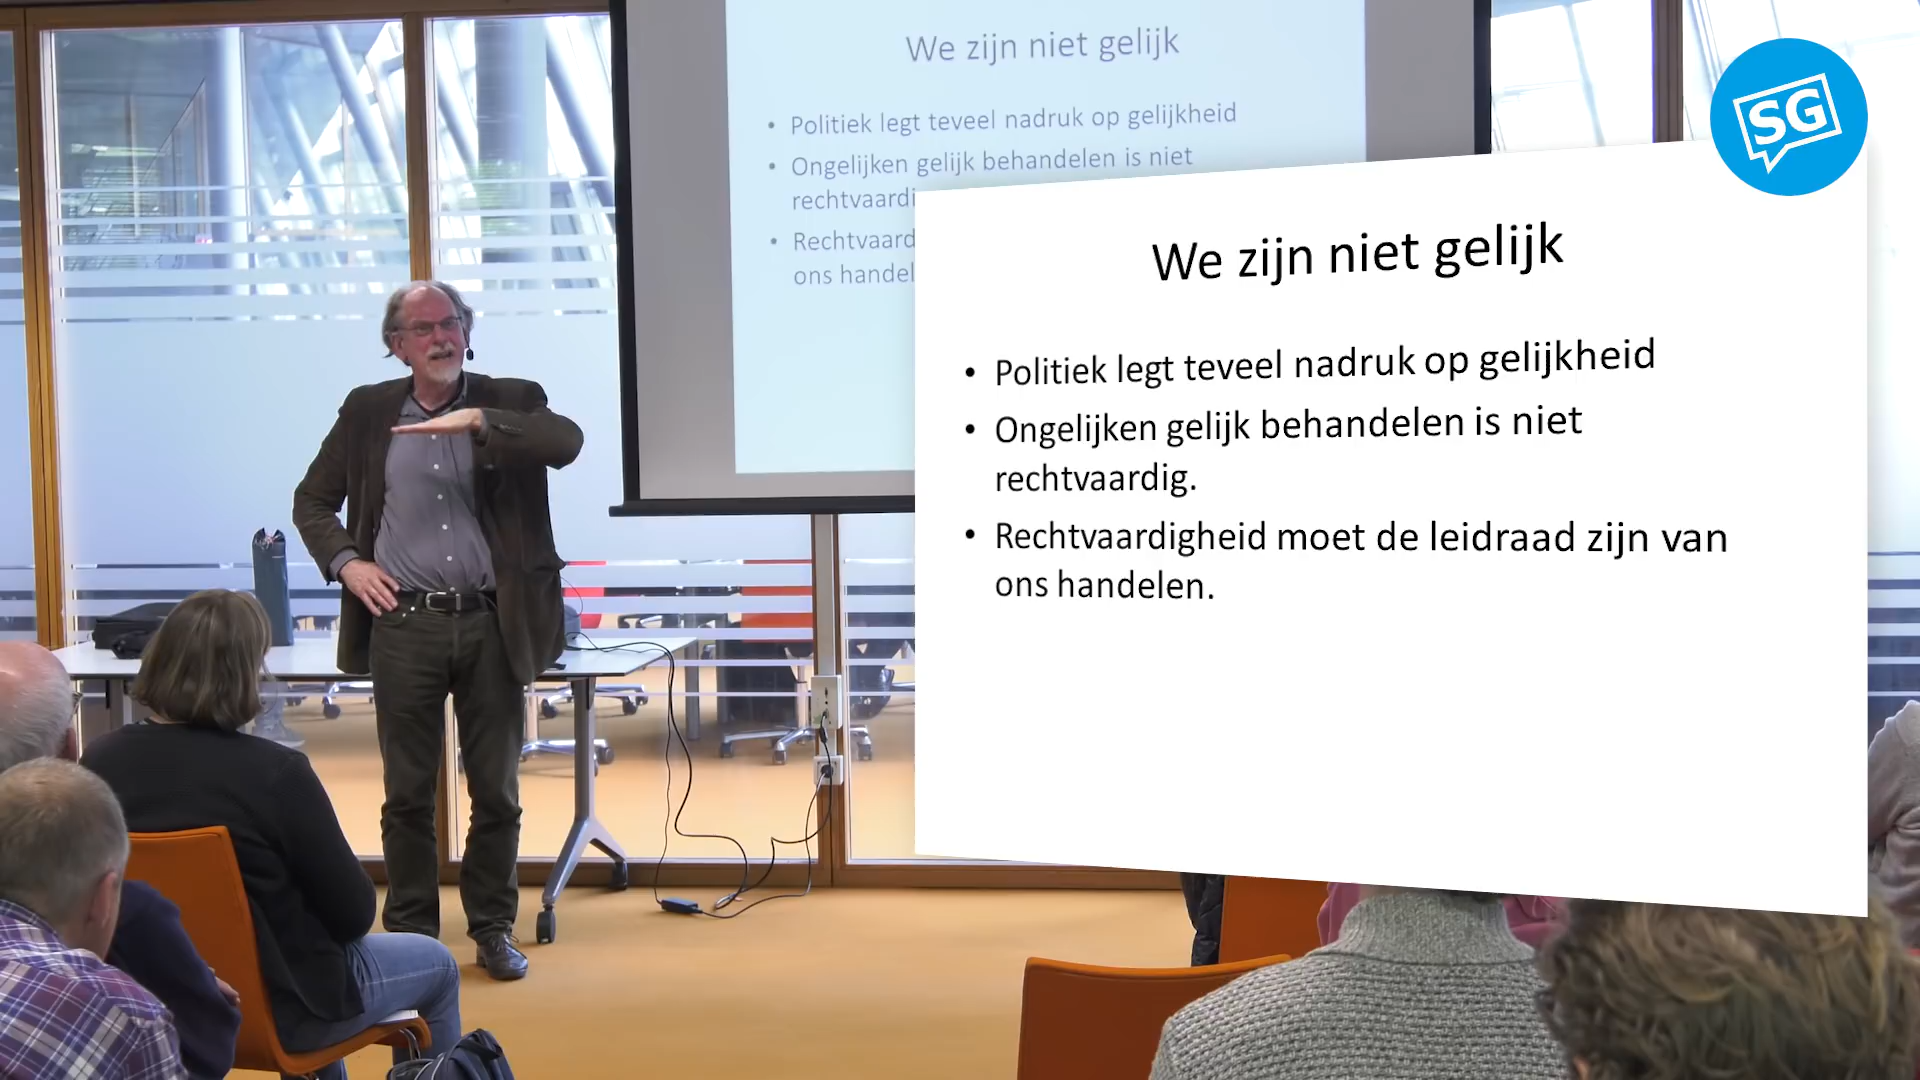 We zijn niet gelijk
• Politiek legt teveel nadruk op gelijkheid
• Ongelijken gelijk behandelen is niet
rechtvaardi
• Rechtvaard
ons handel
SG
We zijn niet gelijk
• Politiek legt teveel nadruk op gelijkheid
• Ongelijken gelijk behandelen is niet
rechtvaardig.
• Rechtvaardigheid moet de leidraad zijn van
ons handelen.